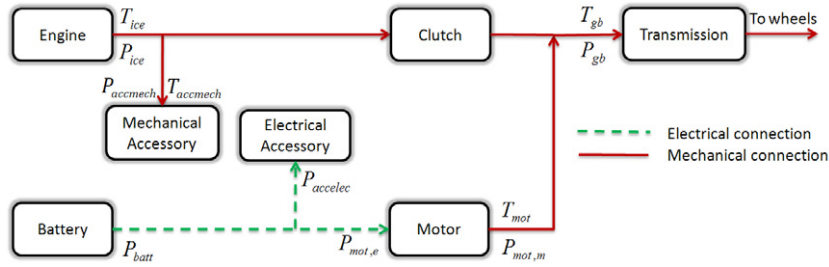 Engine
T_ice
P_ice
Clutch
T_gb
P_gb
Transmission
To wheels
P_accmech
T_accmech
Mechanical
Accessory
Electrical
Accessory
Electrical connection
Mechanical connection
P_accelec
Battery
P_batt
P_mot,e
Motor
T_mot
P_mot,m